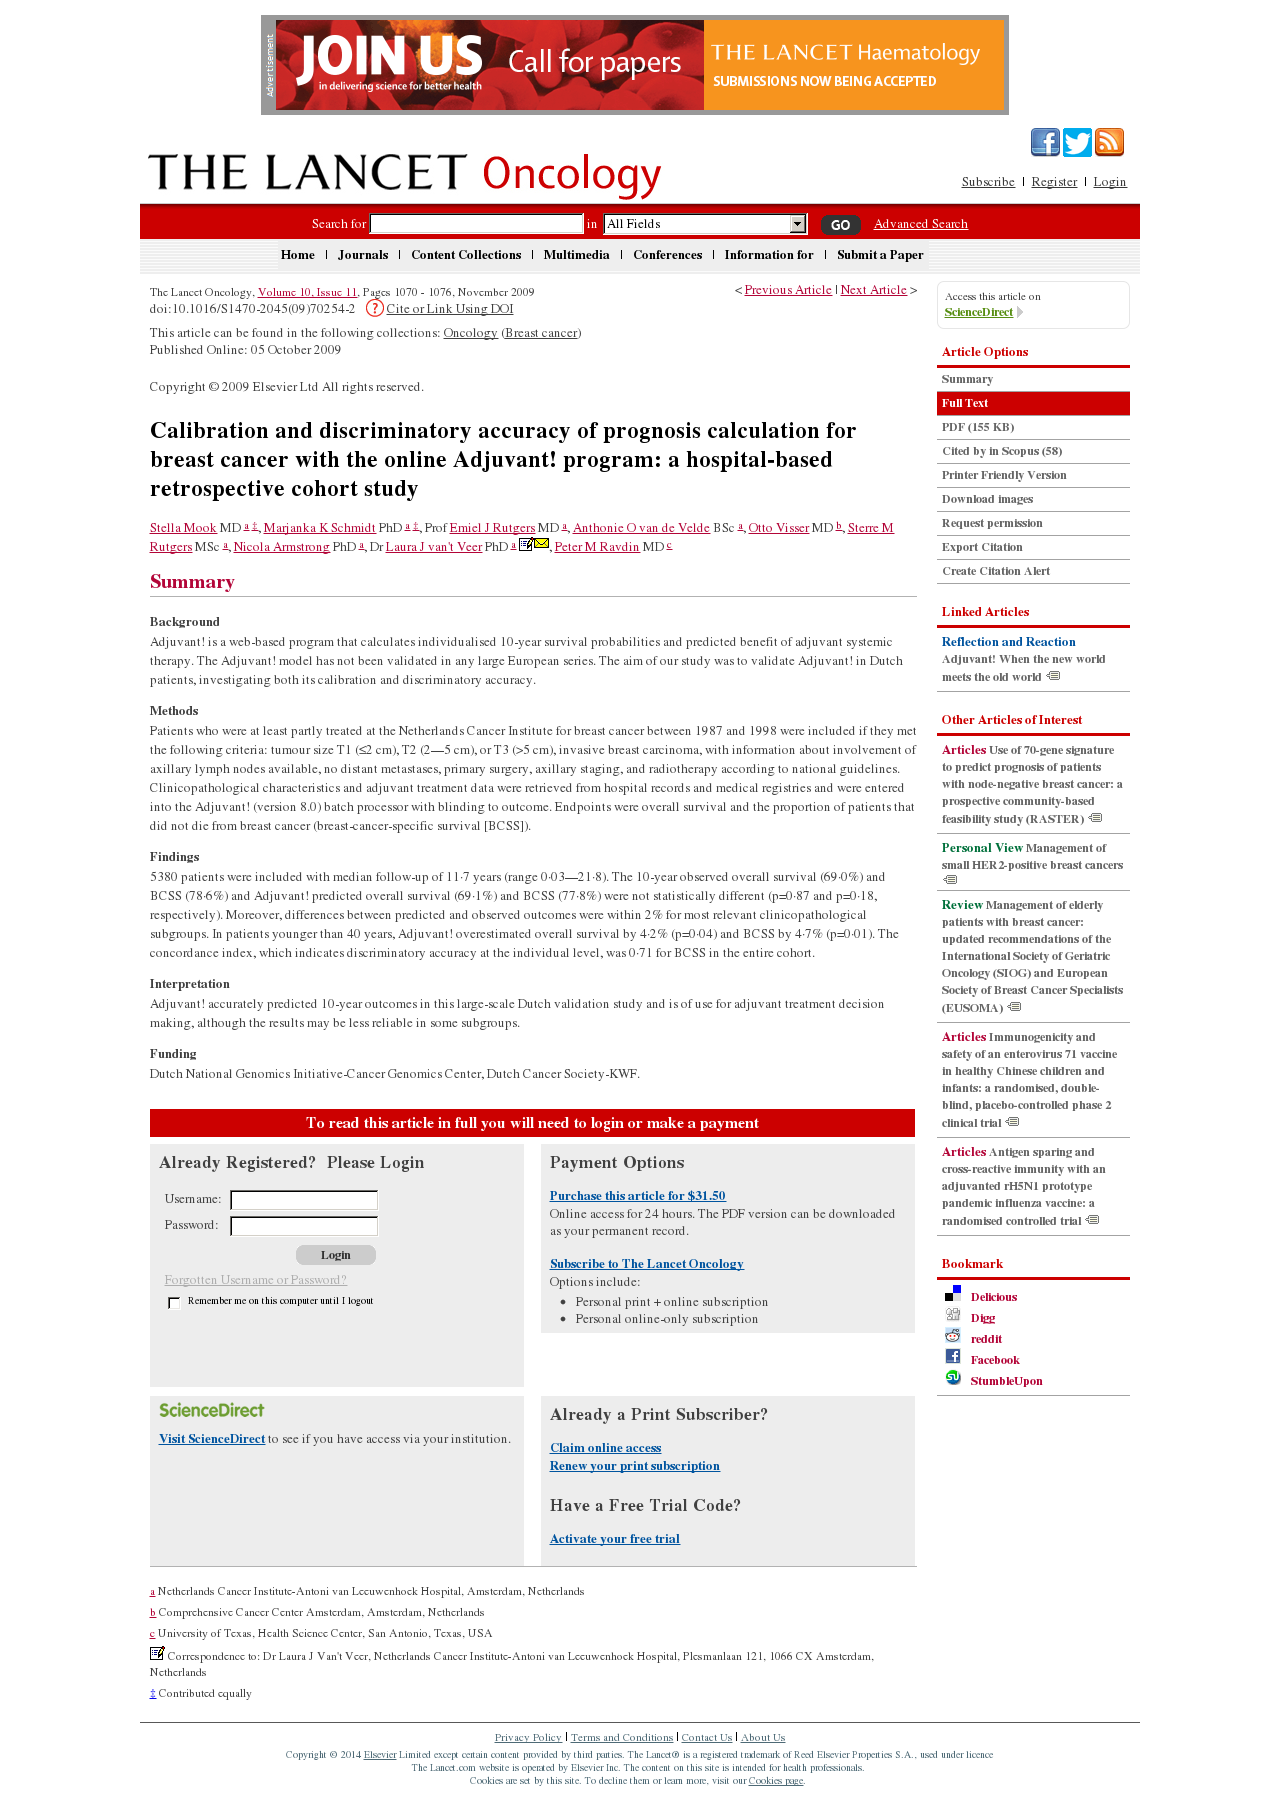 Advertisement
JOIN US
in delivering science for better health
Call for papers
THE LANCET Haematology
SUBMISSIONS NOW BEING ACCEPTED
THE LANCET Oncology
Subscribe | Register | Login
Search for in All Fields GO Advanced Search
Home | Journals | Content Collections | Multimedia | Conferences | Information for | Submit a Paper
The Lancet Oncology, Volume 10, Issue 11, Pages 1070 - 1076, November 2009
< Previous Article | Next Article >
doi:10.1016/S1470-2045(09)70254-2 ? Cite or Link Using DOI
This article can be found in the following collections: Oncology (Breast cancer)
Published Online: 05 October 2009
Copyright © 2009 Elsevier Ltd All rights reserved.
Calibration and discriminatory accuracy of prognosis calculation for
breast cancer with the online Adjuvant! program: a hospital-based
retrospective cohort study
Stella Mook MD a ‡, Marjanka K Schmidt PhD a ‡, Prof Emiel J Rutgers MD a, Anthonie O van de Velde BSc a, Otto Visser MD b, Sterre M
Rutgers MSc a, Nicola Armstrong PhD a, Dr Laura J van't Veer PhD a, Peter M Ravdin MD c
Summary
Background
Adjuvant! is a web-based program that calculates individualised 10-year survival probabilities and predicted benefit of adjuvant systemic
therapy. The Adjuvant! model has not been validated in any large European series. The aim of our study was to validate Adjuvant! in Dutch
patients, investigating both its calibration and discriminatory accuracy.
Methods
Patients who were at least partly treated at the Netherlands Cancer Institute for breast cancer between 1987 and 1998 were included if they met
the following criteria: tumour size T1 (≤2 cm), T2 (2—5 cm), or T3 (>5 cm), invasive breast carcinoma, with information about involvement of
axillary lymph nodes available, no distant metastases, primary surgery, axillary staging, and radiotherapy according to national guidelines.
Clinicopathological characteristics and adjuvant treatment data were retrieved from hospital records and medical registries and were entered
into the Adjuvant! (version 8.0) batch processor with blinding to outcome. Endpoints were overall survival and the proportion of patients that
did not die from breast cancer (breast-cancer-specific survival [BCSS]).
Findings
5380 patients were included with median follow-up of 11·7 years (range 0·03—21·8). The 10-year observed overall survival (69·0%) and
BCSS (78·6%) and Adjuvant! predicted overall survival (69·1%) and BCSS (77·8%) were not statistically different (p=0·87 and p=0·18,
respectively). Moreover, differences between predicted and observed outcomes were within 2% for most relevant clinicopathological
subgroups. In patients younger than 40 years, Adjuvant! overestimated overall survival by 4·2% (p=0·04) and BCSS by 4·7% (p=0·01). The
concordance index, which indicates discriminatory accuracy at the individual level, was 0·71 for BCSS in the entire cohort.
Interpretation
Adjuvant! accurately predicted 10-year outcomes in this large-scale Dutch validation study and is of use for adjuvant treatment decision
making, although the results may be less reliable in some subgroups.
Funding
Dutch National Genomics Initiative-Cancer Genomics Center, Dutch Cancer Society-KWF.
To read this article in full you will need to login or make a payment
Already Registered? Please Login
Username:
Password:
Login
Forgotten Username or Password?
Remember me on this computer until I logout
Payment Options
Purchase this article for $31.50
Online access for 24 hours. The PDF version can be downloaded
as your permanent record.
Subscribe to The Lancet Oncology
Options include:
• Personal print + online subscription
• Personal online-only subscription
ScienceDirect
Visit ScienceDirect to see if you have access via your institution.
Already a Print Subscriber?
Claim online access
Renew your print subscription
Have a Free Trial Code?
Activate your free trial
a Netherlands Cancer Institute-Antoni van Leeuwenhoek Hospital, Amsterdam, Netherlands
b Comprehensive Cancer Center Amsterdam, Amsterdam, Netherlands
c University of Texas, Health Science Center, San Antonio, Texas, USA
Correspondence to: Dr Laura J Van't Veer, Netherlands Cancer Institute-Antoni van Leeuwenhoek Hospital, Plesmanlaan 121, 1066 CX Amsterdam,
Netherlands
‡ Contributed equally
Access this article on
ScienceDirect
Article Options
Summary
Full Text
PDF (155 KB)
Cited by in Scopus (58)
Printer Friendly Version
Download images
Request permission
Export Citation
Create Citation Alert
Linked Articles
Reflection and Reaction
Adjuvant! When the new world
meets the old world
Other Articles of Interest
Articles Use of 70-gene signature
to predict prognosis of patients
with node-negative breast cancer: a
prospective community-based
feasibility study (RASTER)
Personal View Management of
small HER2-positive breast cancers
Review Management of elderly
patients with breast cancer:
updated recommendations of the
International Society of Geriatric
Oncology (SIOG) and European
Society of Breast Cancer Specialists
(EUSOMA)
Articles Immunogenicity and
safety of an enterovirus 71 vaccine
in healthy Chinese children and
infants: a randomised, double-
blind, placebo-controlled phase 2
clinical trial
Articles Antigen sparing and
cross-reactive immunity with an
adjuvanted rH5N1 prototype
pandemic influenza vaccine: a
randomised controlled trial
Bookmark
Delicious
Digg
reddit
Facebook
StumbleUpon
Privacy Policy | Terms and Conditions | Contact Us | About Us
Copyright © 2014 Elsevier Limited except certain content provided by third parties. The Lancet® is a registered trademark of Reed Elsevier Properties S.A., used under licence
The Lancet.com website is operated by Elsevier Inc. The content on this site is intended for health professionals.
Cookies are set by this site. To decline them or learn more, visit our Cookies page.